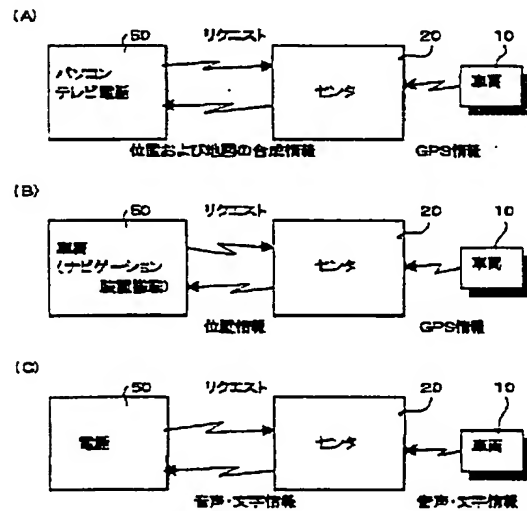 (A)
50 リクエスト 20 10
パソコン
テレビ電話
センタ
車両
位置および地図の合成情報 GPS情報
(B)
50 リクエスト 20 10
車両
(ナビゲーション
装置搭載)
センタ
車両
位置情報 GPS情報
(C)
50 リクエスト 20 10
電話
センタ
車両
音声・文字情報 音声・文字情報